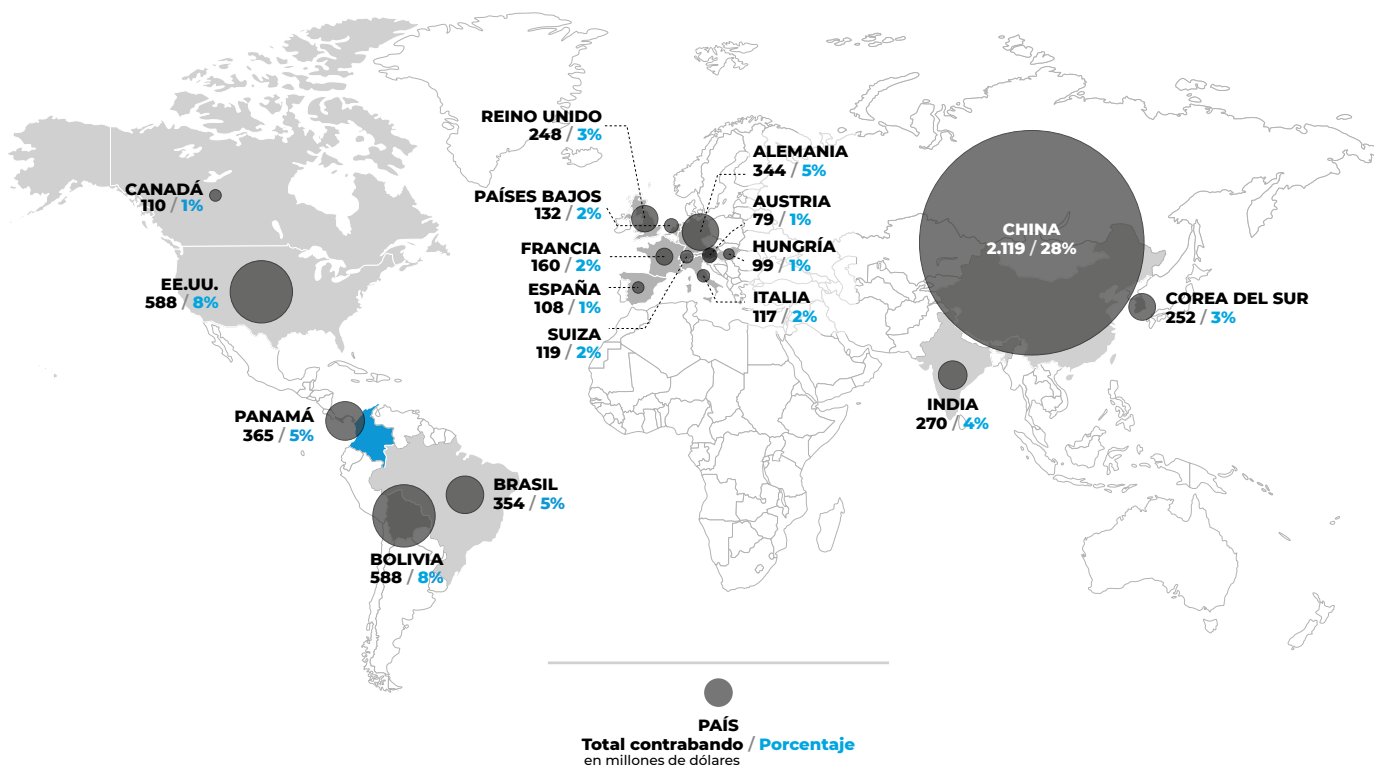 REINO UNIDO
248 / 3%
ALEMANIA
344 / 5%
CANADÁ
110 / 1%
PAÍSES BAJOS
132 / 2%
AUSTRIA
79 / 1%
CHINA
2.119 / 28%
FRANCIA
160 / 2%
HUNGRÍA
99 / 1%
EE.UU.
588 / 8%
ESPAÑA
108 / 1%
ITALIA
117 / 2%
COREA DEL SUR
252 / 3%
SUIZA
119 / 2%
PANAMÁ
365 / 5%
INDIA
270 / 4%
BRASIL
354 / 5%
BOLIVIA
588 / 8%
PAÍS
Total contrabando / Porcentaje
en millones de dólares